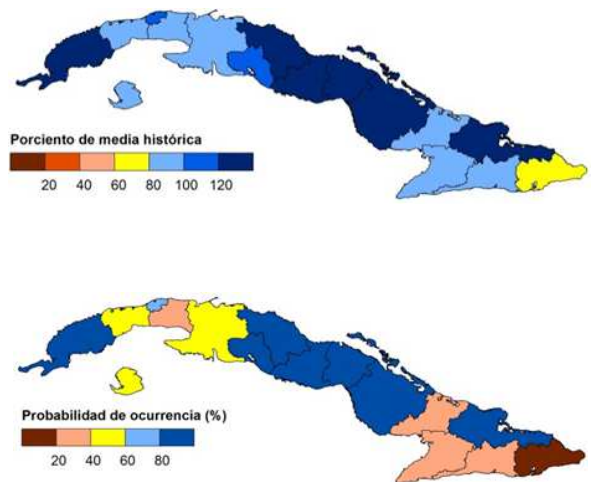 Porciento de media histórica
20 40 60 80 100 120
Probabilidad de ocurrencia (%)
20 40 60 80